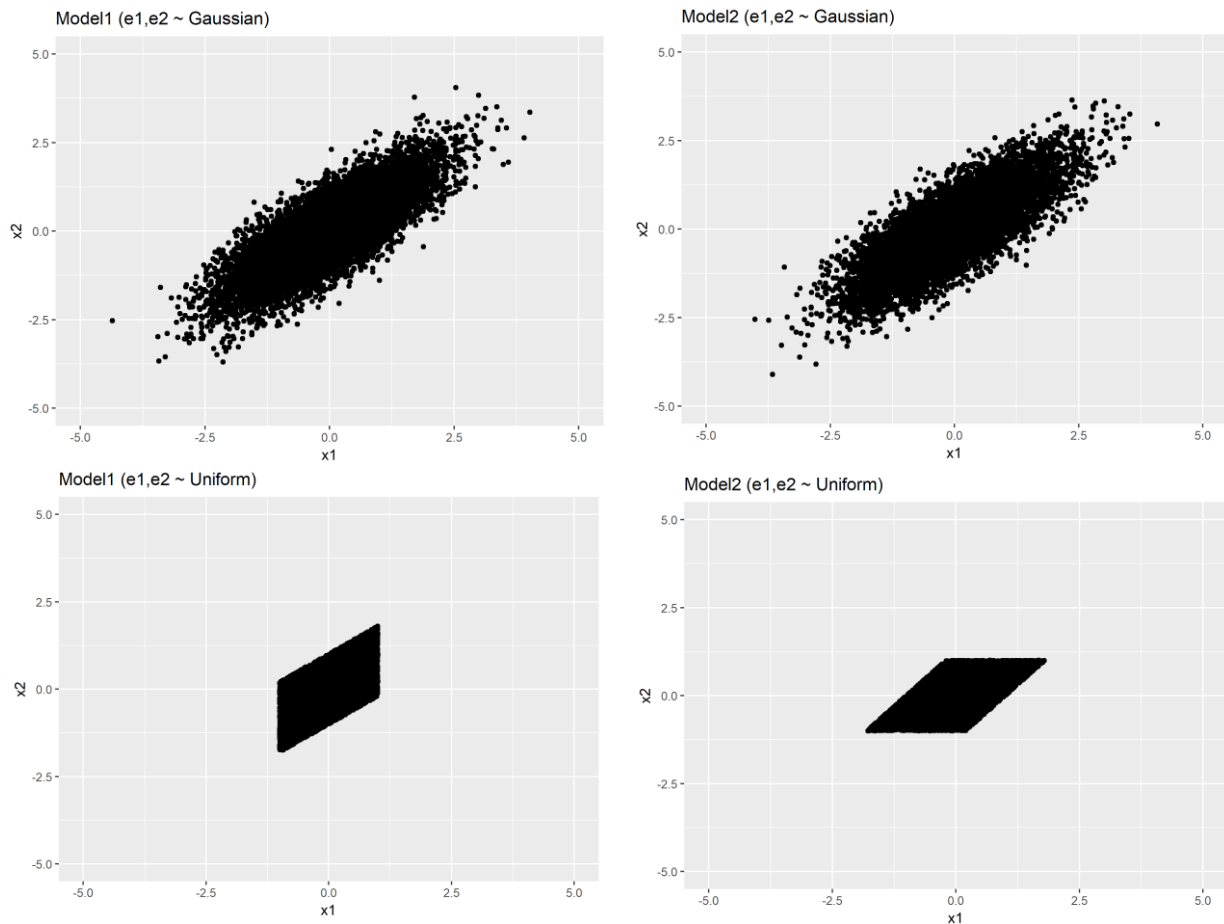 Model1 (e1,e2 ~ Gaussian)
5.0
2.5
0.0
-2.5
-5.0
x2
-5.0 -2.5 0.0 2.5 5.0
x1
Model2 (e1,e2 ~ Gaussian)
5.0
2.5
0.0
-2.5
-5.0
x2
-5.0 -2.5 0.0 2.5 5.0
x1
Model1 (e1,e2 ~ Uniform)
5.0
2.5
0.0
-2.5
-5.0
x2
-5.0 -2.5 0.0 2.5 5.0
x1
Model2 (e1,e2 ~ Uniform)
5.0
2.5
0.0
-2.5
-5.0
x2
-5.0 -2.5 0.0 2.5 5.0
x1